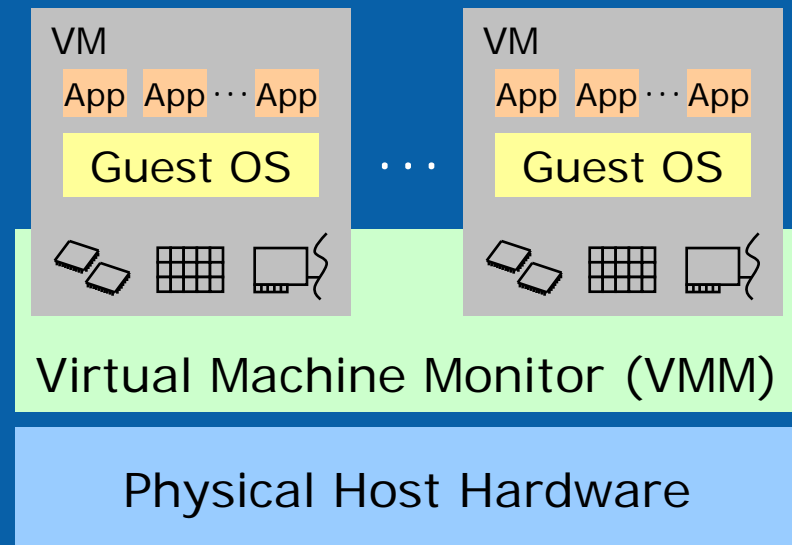 VM
App App ··· App
Guest OS
...
VM
App App ··· App
Guest OS
Virtual Machine Monitor (VMM)
Physical Host Hardware